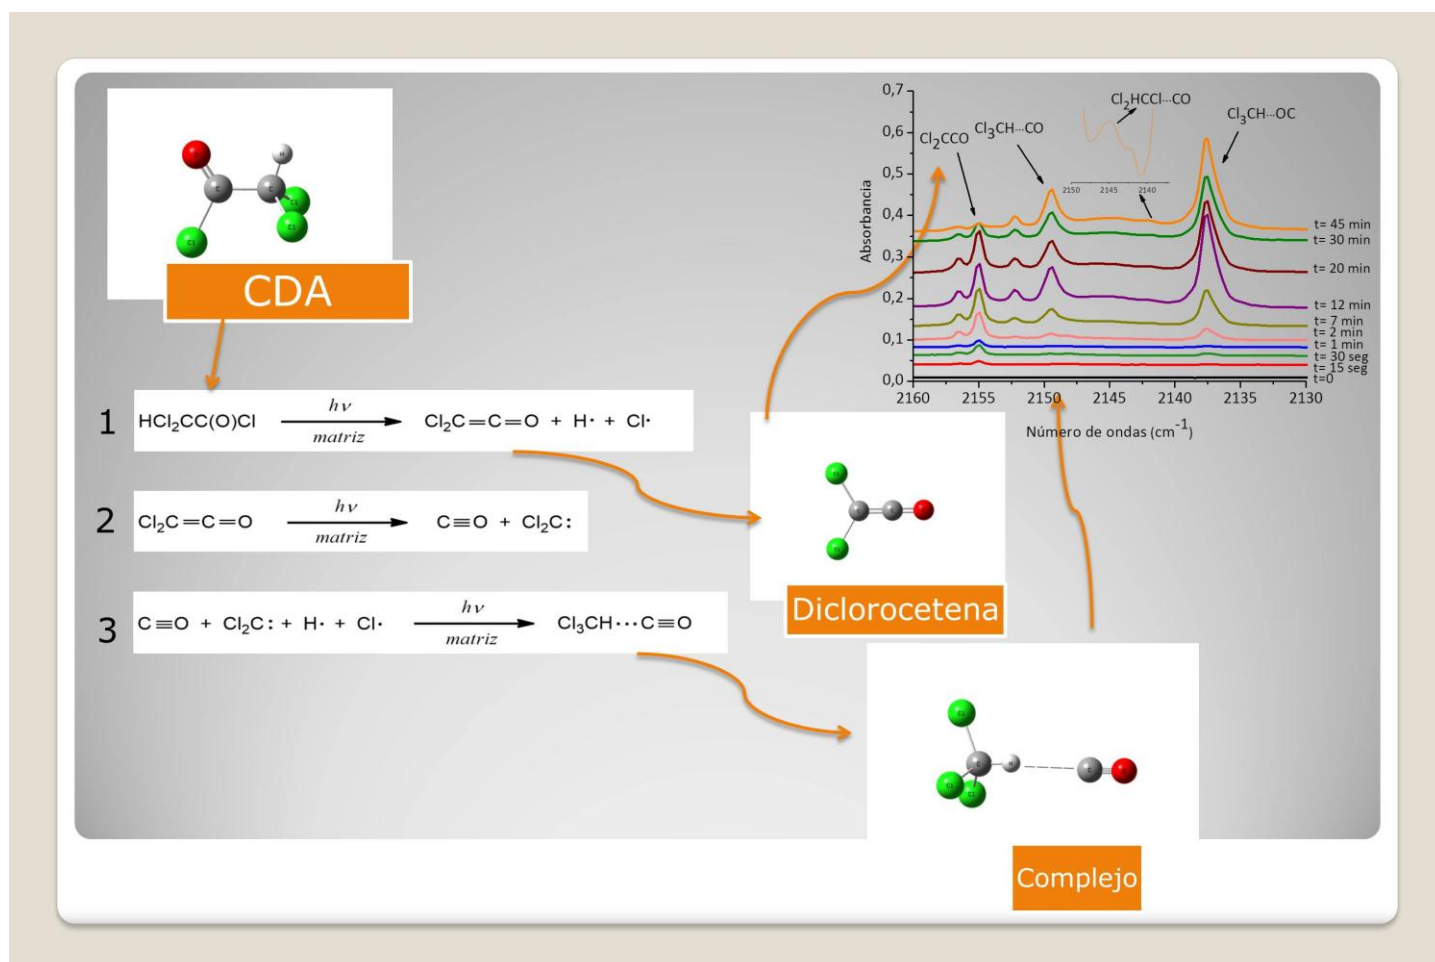 CDA
1
HCl₂CC(O)Cl hν matriz Cl₂C=C=O + H· + Cl·
2
Cl₂C=C=O hν matriz C≡O + Cl₂C:
3
C≡O + Cl₂C: + H· + Cl· hν matriz Cl₃CH···C≡O
Diclorocetena
Complejo
Absorbancia
0,7
0,6
0,5
0,4
0,3
0,2
0,1
0,0
Cl₂CCO
Cl₃CH···CO
Cl₂HCCl···CO
Cl₃CH···OC
2150 2145 2140
t= 45 min
t= 30 min
t= 20 min
t= 12 min
t= 7 min
t= 2 min
t= 1 min
t= 30 seg
t= 15 seg
t=0
2160 2155 2150 2145 2140 2135 2130
Número de ondas (cm⁻¹)